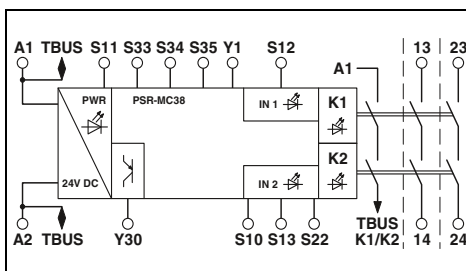 A1 TBUS S11 S33 S34 S35 Y1 S12 13 23
A1
PWR PSR-MC38 IN 1 K1
K2
24V DC IN 2
TBUS
A2 TBUS Y30 S10 S13 S22 K1/K2 14 24